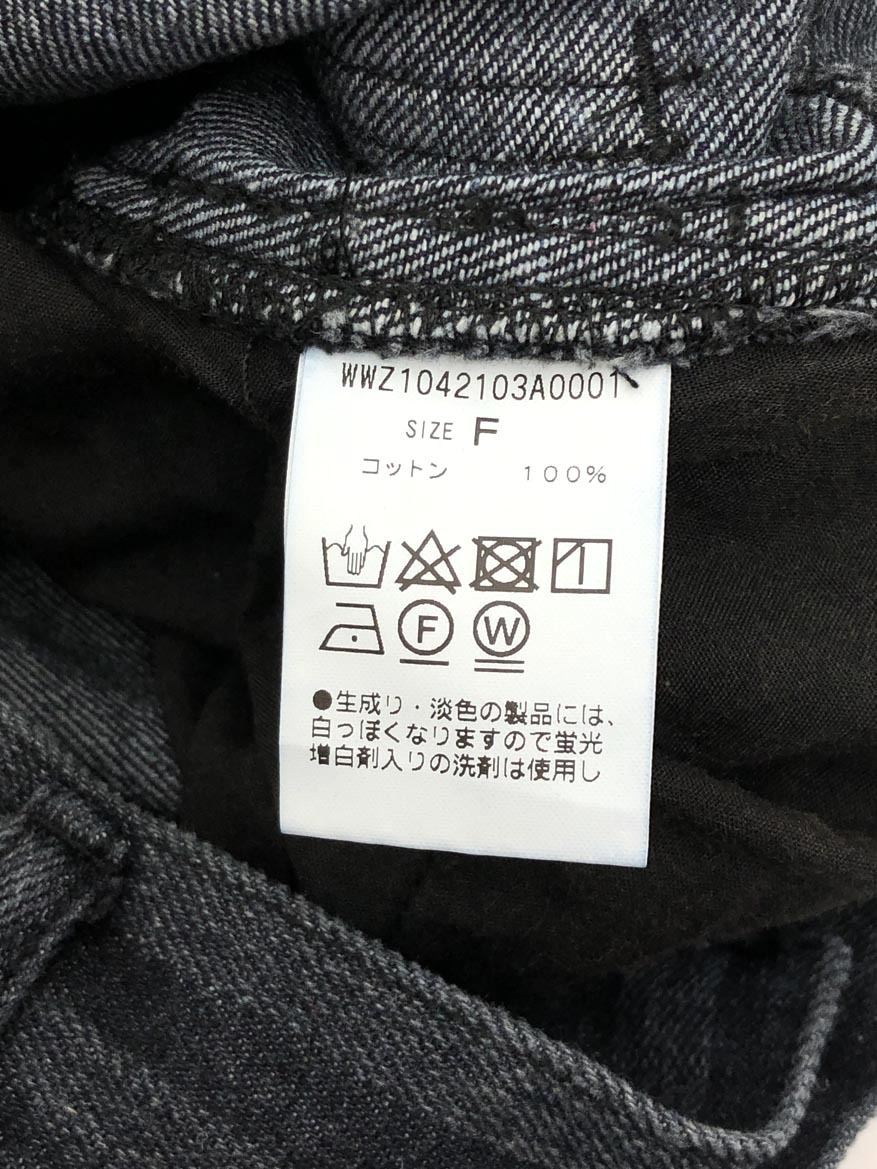 WWZ1042103A0001
SIZE F
コットン 100%
F W
●生成り・淡色の製品には、
白っぽくなりますので蛍光
増白剤入りの洗剤は使用し